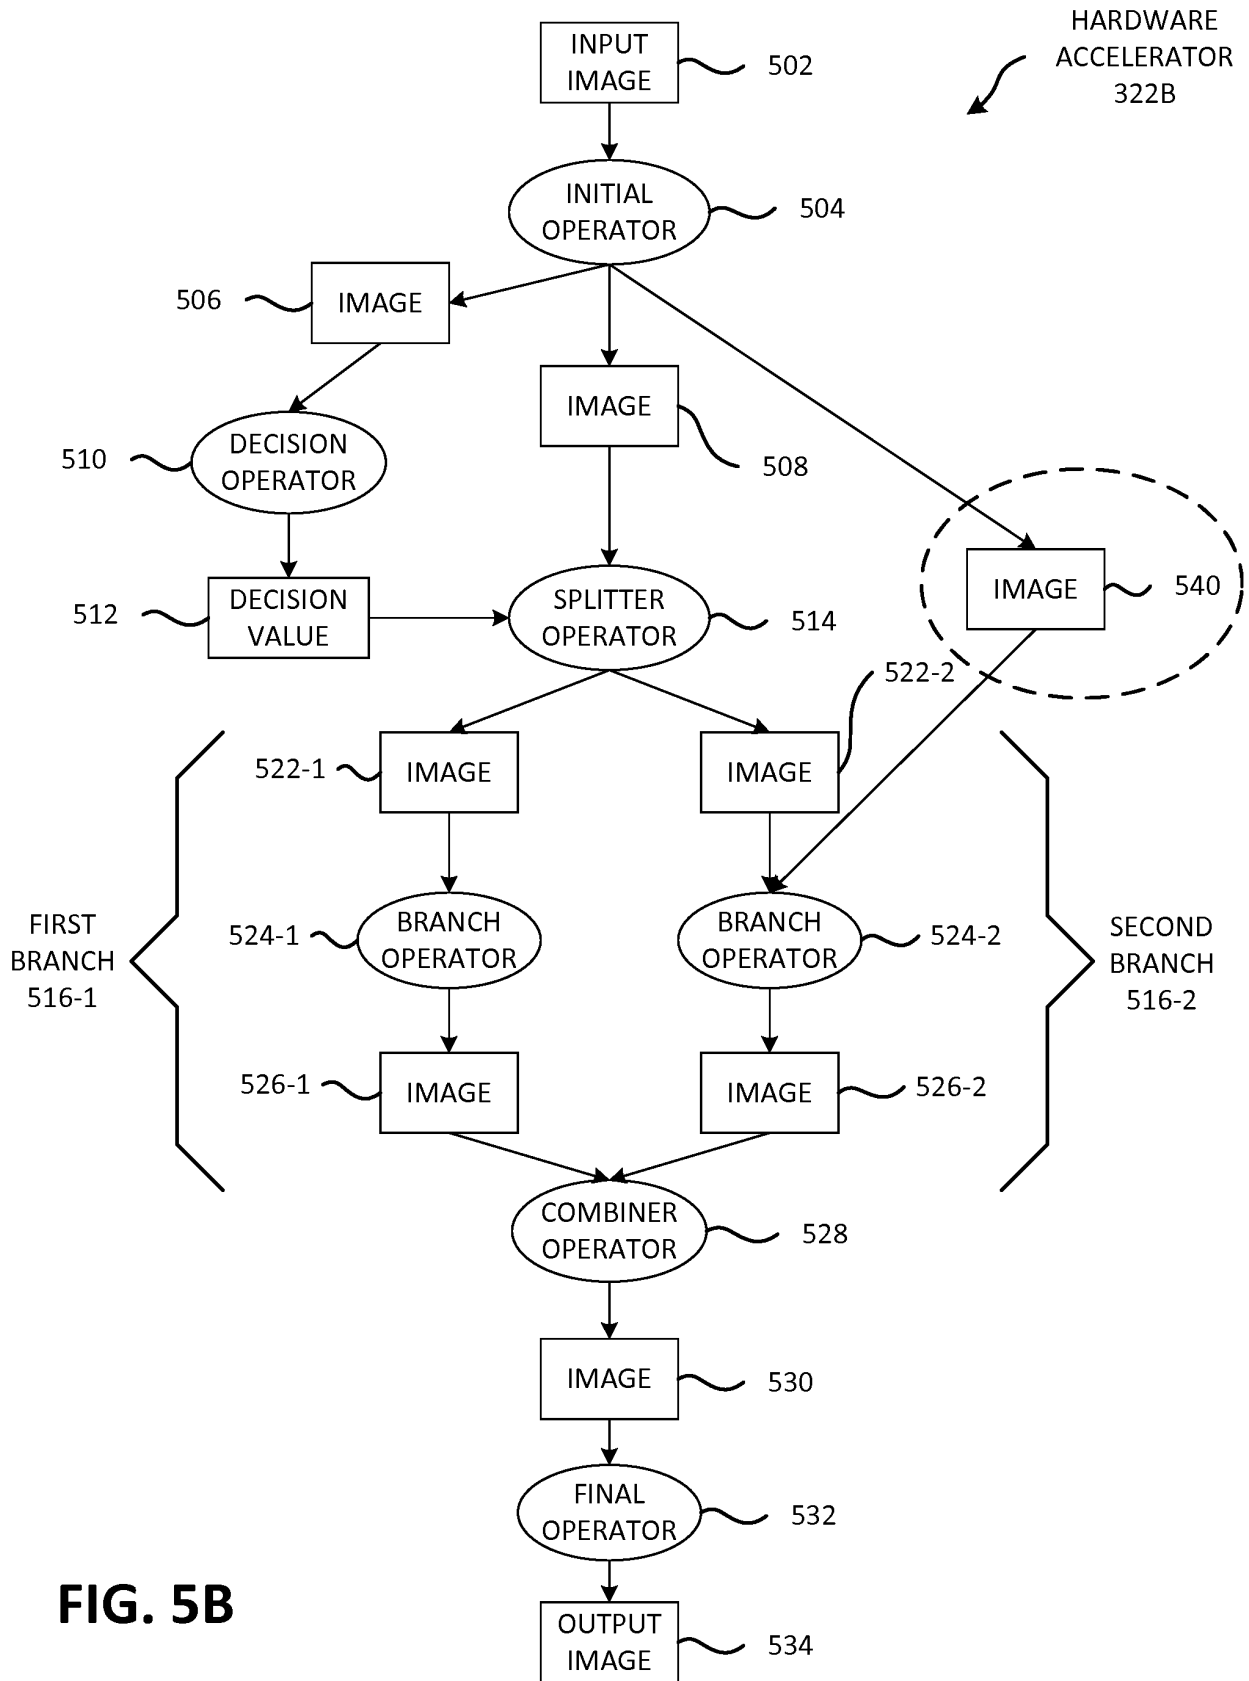 INPUT
IMAGE
502
HARDWARE
ACCELERATOR
322B
INITIAL
OPERATOR
504
506
IMAGE
IMAGE
508
510
DECISION
OPERATOR
512
DECISION
VALUE
SPLITTER
OPERATOR
514
IMAGE
540
522-1
IMAGE
IMAGE
522-2
FIRST
BRANCH
516-1
524-1
BRANCH
OPERATOR
BRANCH
OPERATOR
524-2
SECOND
BRANCH
516-2
526-1
IMAGE
IMAGE
526-2
COMBINER
OPERATOR
528
IMAGE
530
FINAL
OPERATOR
532
OUTPUT
IMAGE
534
FIG. 5B